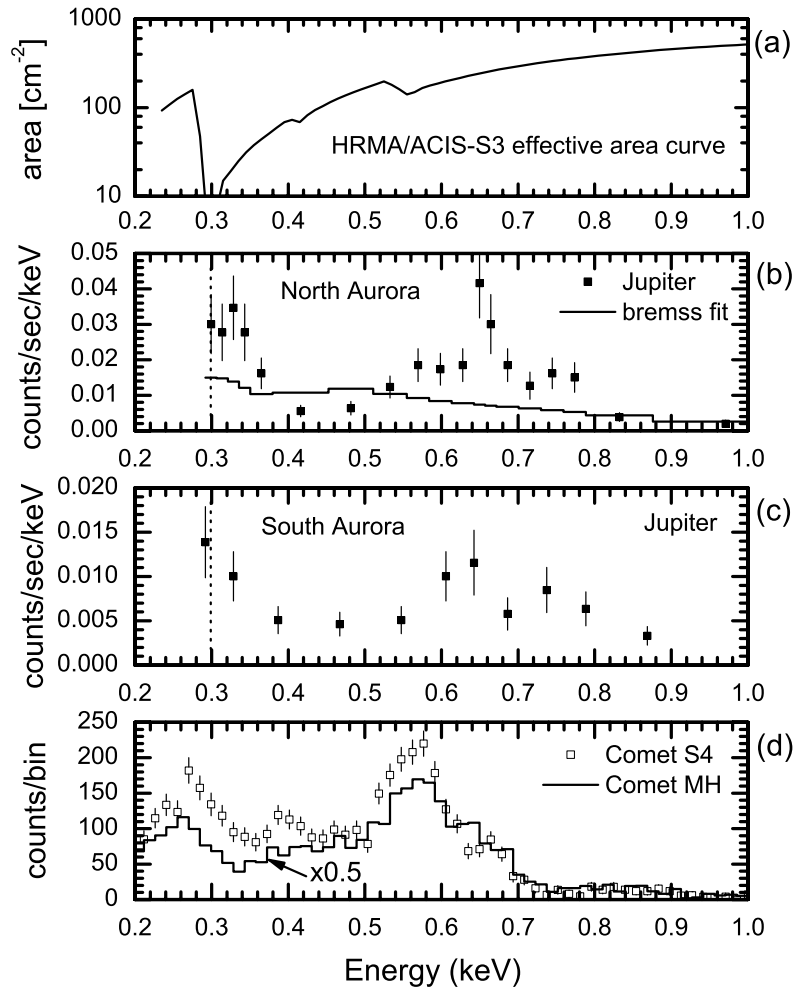 1000
100
10
area [cm-2]
(a)
HRMA/ACIS-S3 effective area curve
0.2 0.3 0.4 0.5 0.6 0.7 0.8 0.9 1.0
0.05
0.04
0.03
0.02
0.01
0.00
counts/sec/keV
(b)
North Aurora
Jupiter
bremss fit
0.2 0.3 0.4 0.5 0.6 0.7 0.8 0.9 1.0
0.020
0.015
0.010
0.005
0.000
counts/sec/keV
(c)
South Aurora
Jupiter
0.2 0.3 0.4 0.5 0.6 0.7 0.8 0.9 1.0
250
200
150
100
50
0
counts/bin
(d)
Comet S4
Comet MH
x0.5
0.2 0.3 0.4 0.5 0.6 0.7 0.8 0.9 1.0
Energy (keV)